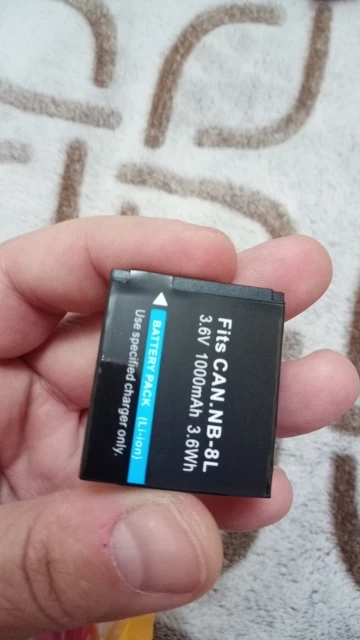 Fits CAN.NB-8L
3.6V 1000mAh 3.6Wh
BATTERY PACK (Li-ion)
Use specified charger only.